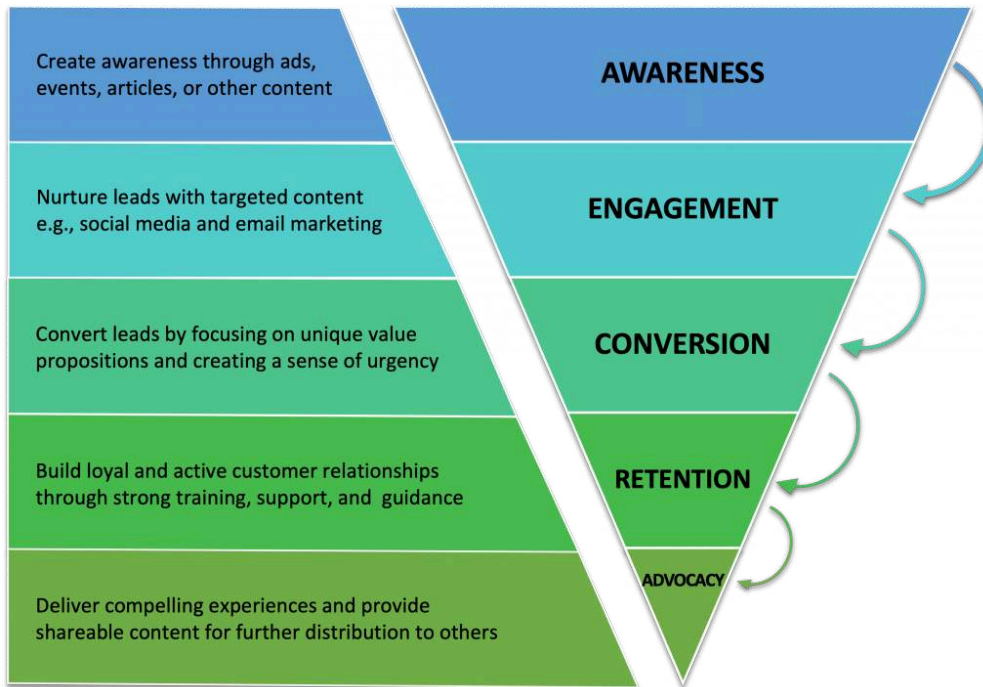 Create awareness through ads,
events, articles, or other content
AWARENESS
Nurture leads with targeted content
e.g., social media and email marketing
ENGAGEMENT
Convert leads by focusing on unique value
propositions and creating a sense of urgency
CONVERSION
Build loyal and active customer relationships
through strong training, support, and guidance
RETENTION
Deliver compelling experiences and provide
shareable content for further distribution to others
ADVOCACY